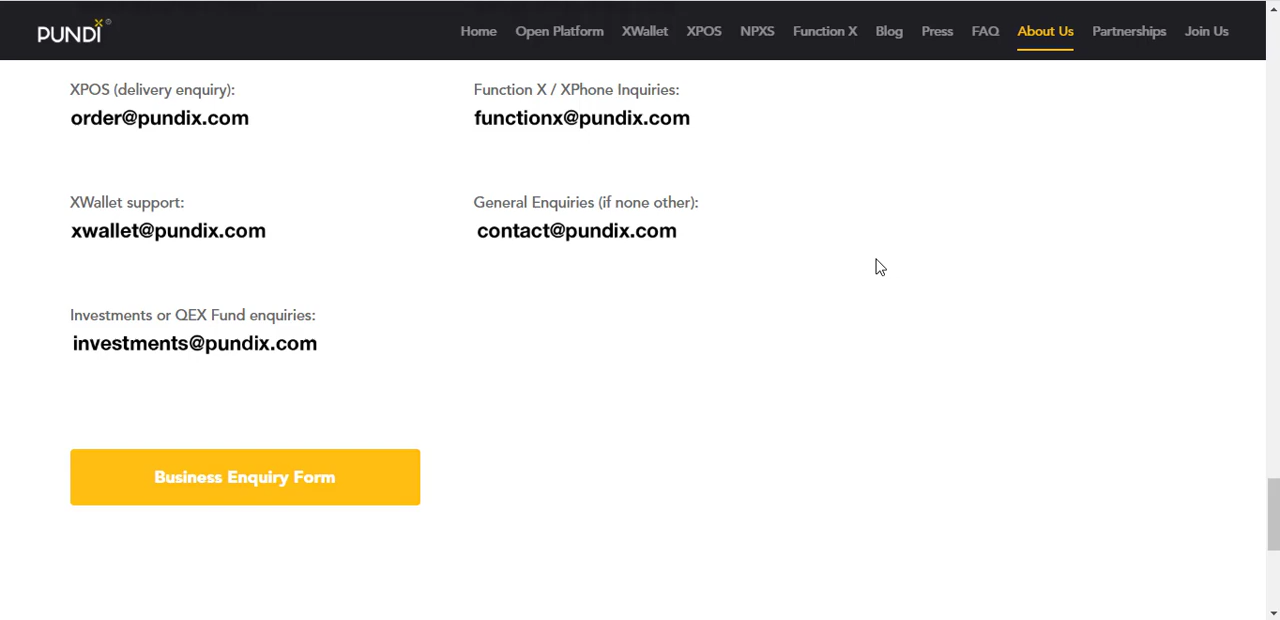 PUNDI X®
Home Open Platform XWallet XPOS NPXS Function X Blog Press FAQ About Us Partnerships Join Us
XPOS (delivery enquiry):
order@pundix.com
Function X / XPhone Inquiries:
functionx@pundix.com
XWallet support:
xwallet@pundix.com
General Enquiries (if none other):
contact@pundix.com
Investments or QEX Fund enquiries:
investments@pundix.com
Business Enquiry Form